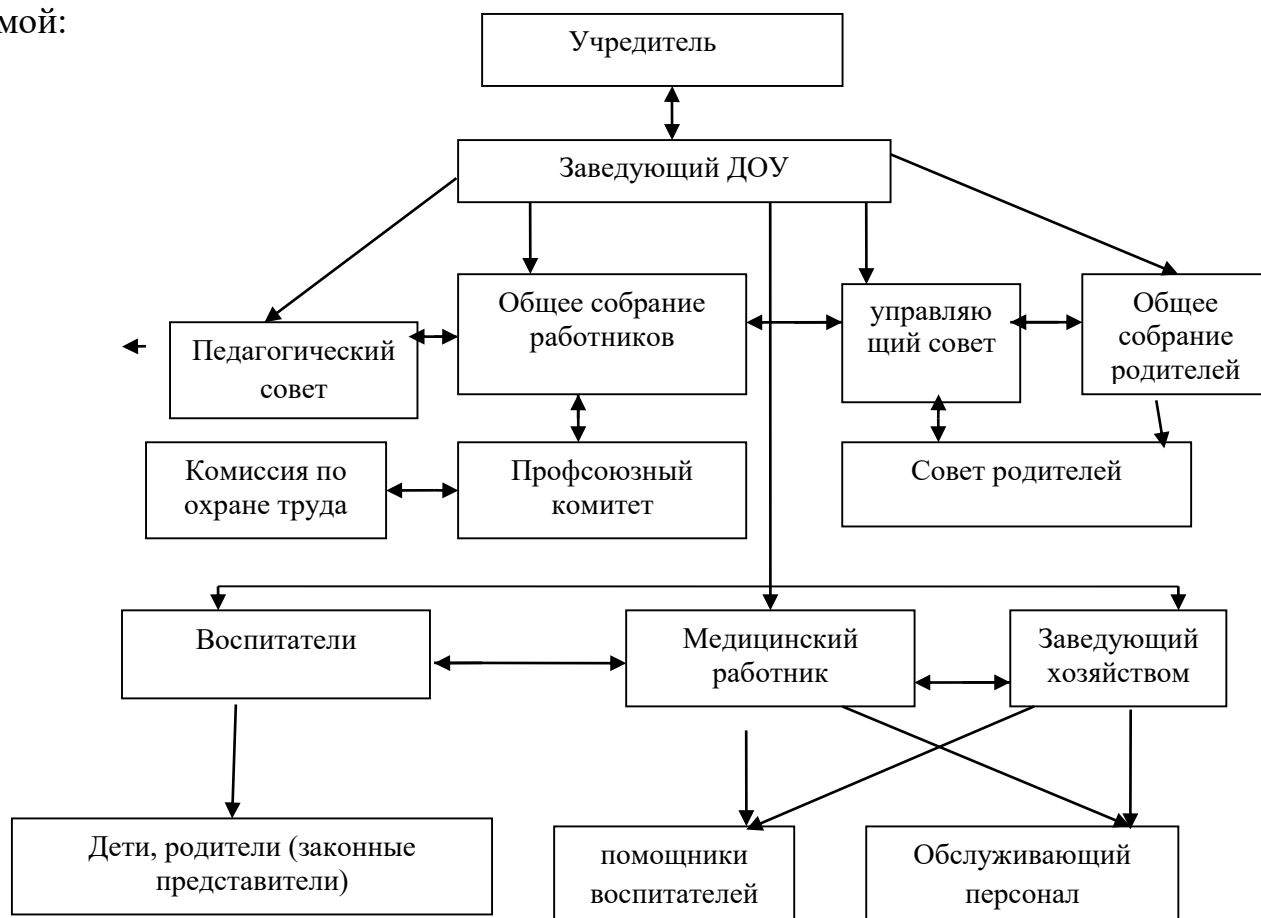 мой:
Учредитель
Заведующий ДОУ
Общее собрание
работников
управляю
щий совет
Общее
собрание
родителей
Педагогический
совет
Комиссия по
охране труда
Профсоюзный
комитет
Совет родителей
Воспитатели
Медицинский
работник
Заведующий
хозяйством
Дети, родители (законные
представители)
помощники
воспитателей
Обслуживающий
персонал